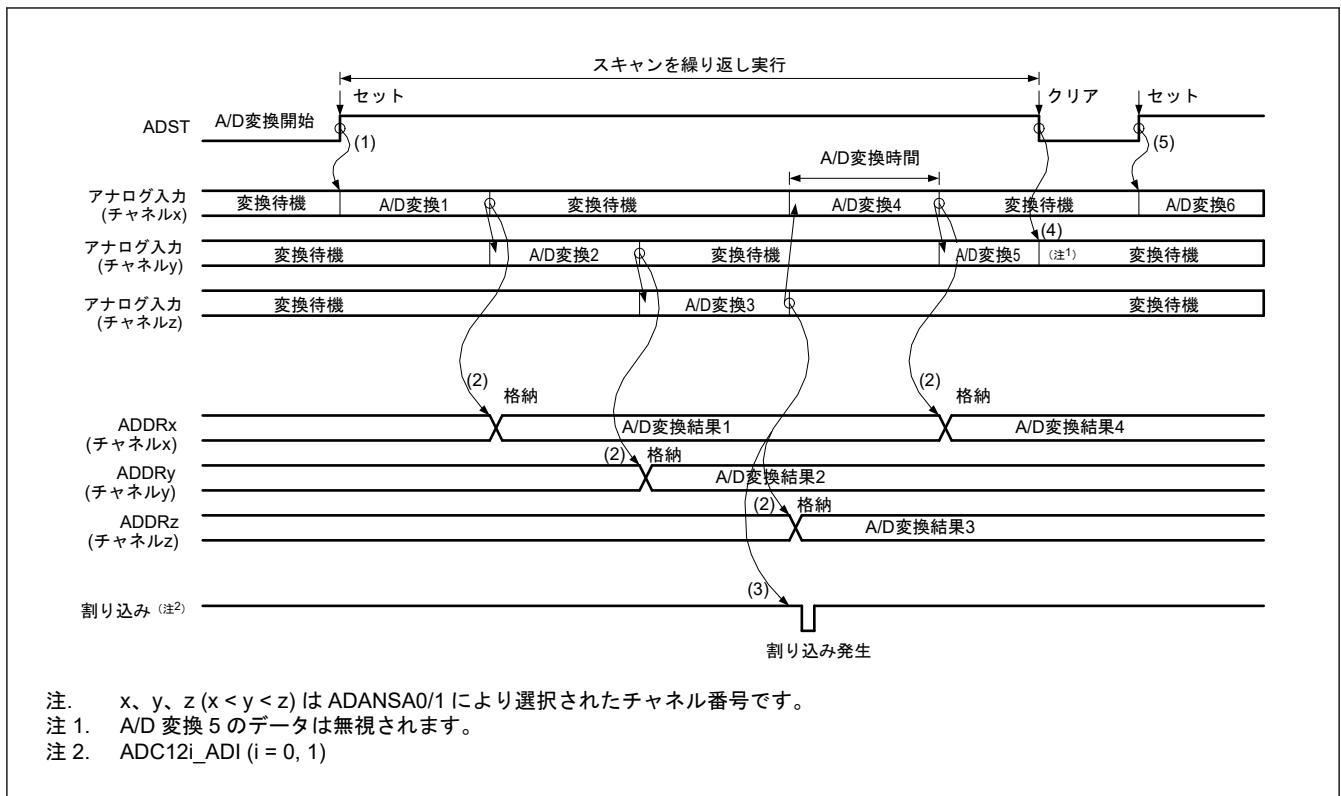 スキャンを繰り返し実行
セット クリア セット
ADST A/D変換開始
(1) (5)
A/D変換時間
アナログ入力
(チャネルx)
変換待機 A/D変換1 変換待機 A/D変換4 変換待機 A/D変換6
(4)
アナログ入力
(チャネルy)
変換待機 A/D変換2 変換待機 A/D変換5 (注1) 変換待機
アナログ入力
(チャネルz)
変換待機 A/D変換3 変換待機
(2) 格納 (2) 格納
ADDRx
(チャネルx)
A/D変換結果1 A/D変換結果4
(2) 格納
ADDRy
(チャネルy)
A/D変換結果2
(2) 格納
ADDRz
(チャネルz)
A/D変換結果3
(3)
割り込み (注2)
割り込み発生
注. x、y、z (x < y < z) は ADANSA0/1 により選択されたチャネル番号です。
注 1. A/D 変換 5 のデータは無視されます。
注 2. ADC12i_ADI (i = 0, 1)